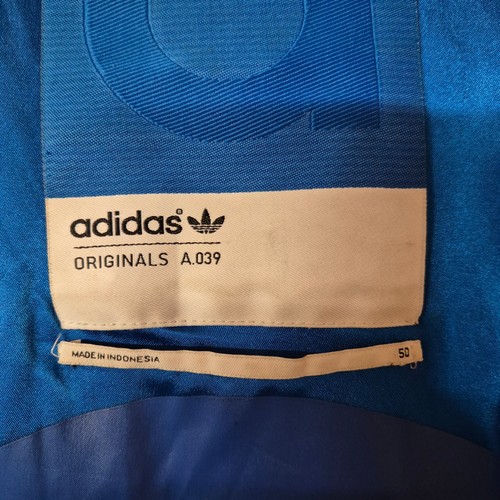 adidas
ORIGINALS A.039
MADE IN INDONESIA 50